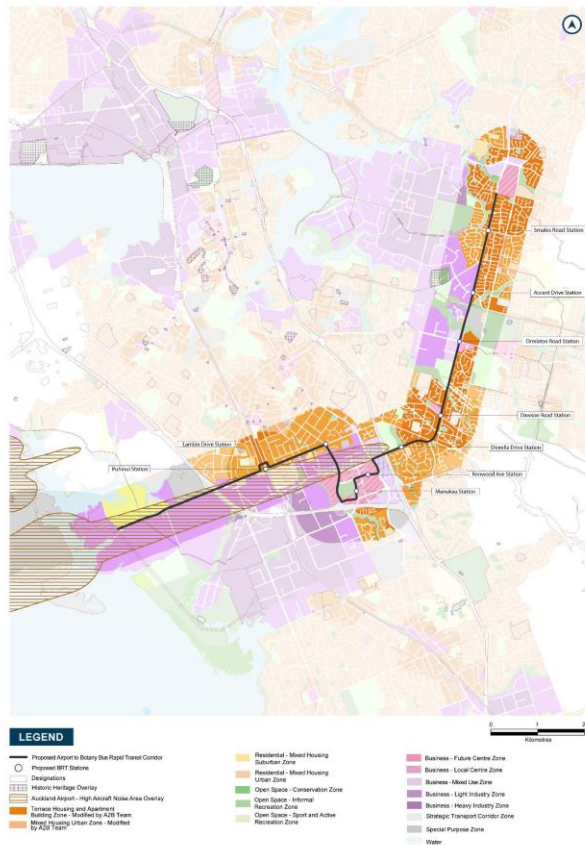 Smales Road Station
Accent Drive Station
Ormiston Road Station
Dawson Road Station
Lambie Drive Station
Diorella Drive Station
Puhinui Station
Ronwood Ave Station
Manukau Station
LEGEND
0 1 2
Kilometres
Proposed Airport to Botany Bus Rapid Transit Corridor
Proposed BRT Stations
Designations
Historic Heritage Overlay
Auckland Airport - High Aircraft Noise Area Overlay
Terrace Housing and Apartment
Building Zone - Modified by A2B Team
Mixed Housing Urban Zone - Modified
by A2B Team
Residential - Mixed Housing
Suburban Zone
Residential - Mixed Housing
Urban Zone
Open Space - Conservation Zone
Open Space - Informal
Recreation Zone
Open Space - Sport and Active
Recreation Zone
Business - Future Centre Zone
Business - Local Centre Zone
Business - Mixed Use Zone
Business - Light Industry Zone
Business - Heavy Industry Zone
Strategic Transport Corridor Zone
Special Purpose Zone
Water